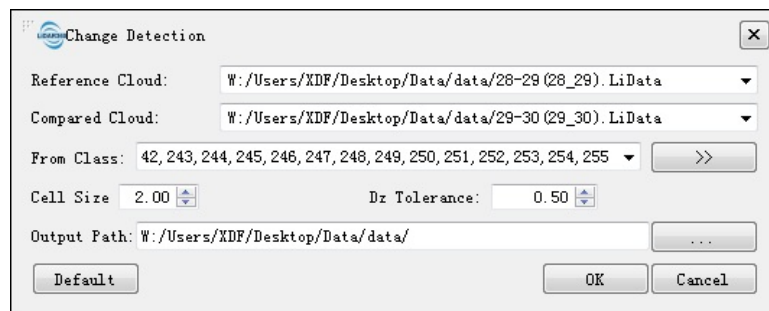 Change Detection
Reference Cloud: W:/Users/XDF/Desktop/Data/data/28-29(28_29).LiData
Compared Cloud: W:/Users/XDF/Desktop/Data/data/29-30(29_30).LiData
From Class: 42, 243, 244, 245, 246, 247, 248, 249, 250, 251, 252, 253, 254, 255 >>
Cell Size 2.00 Dz Tolerance: 0.50
Output Path: W:/Users/XDF/Desktop/Data/data/ ...
Default OK Cancel